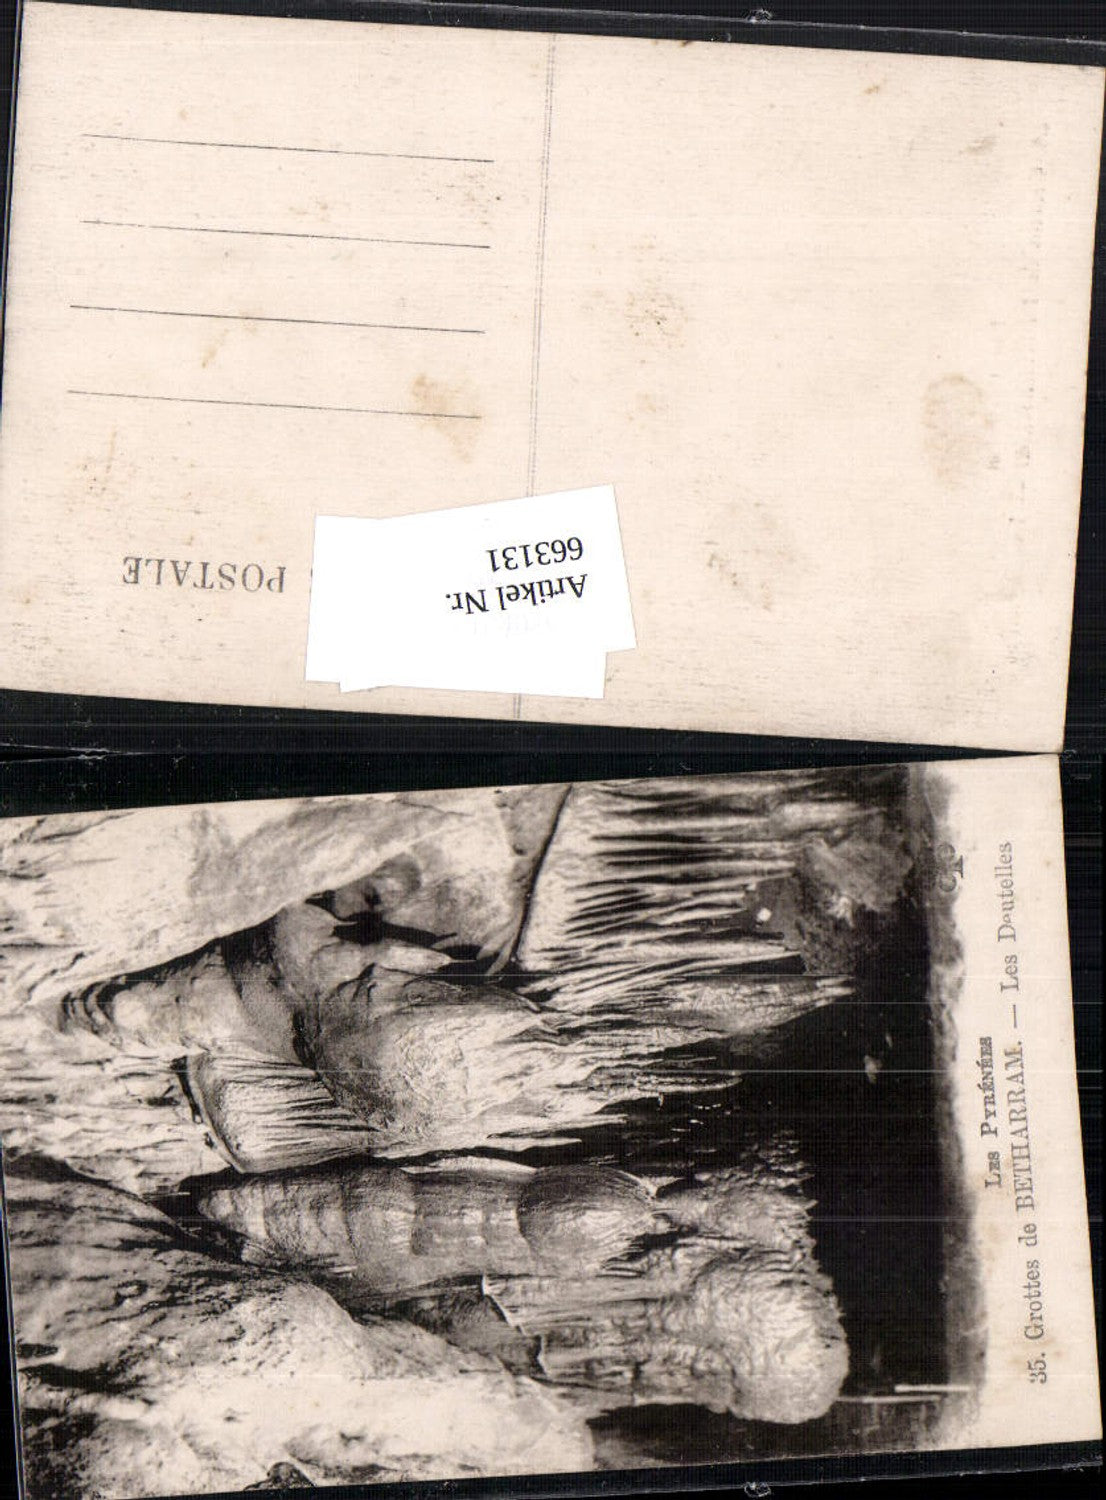 POSTALE
Artikel Nr.
663131
LES PYRÉNÉES
35. Grottes de BETHARRAM. — Les Dentelles